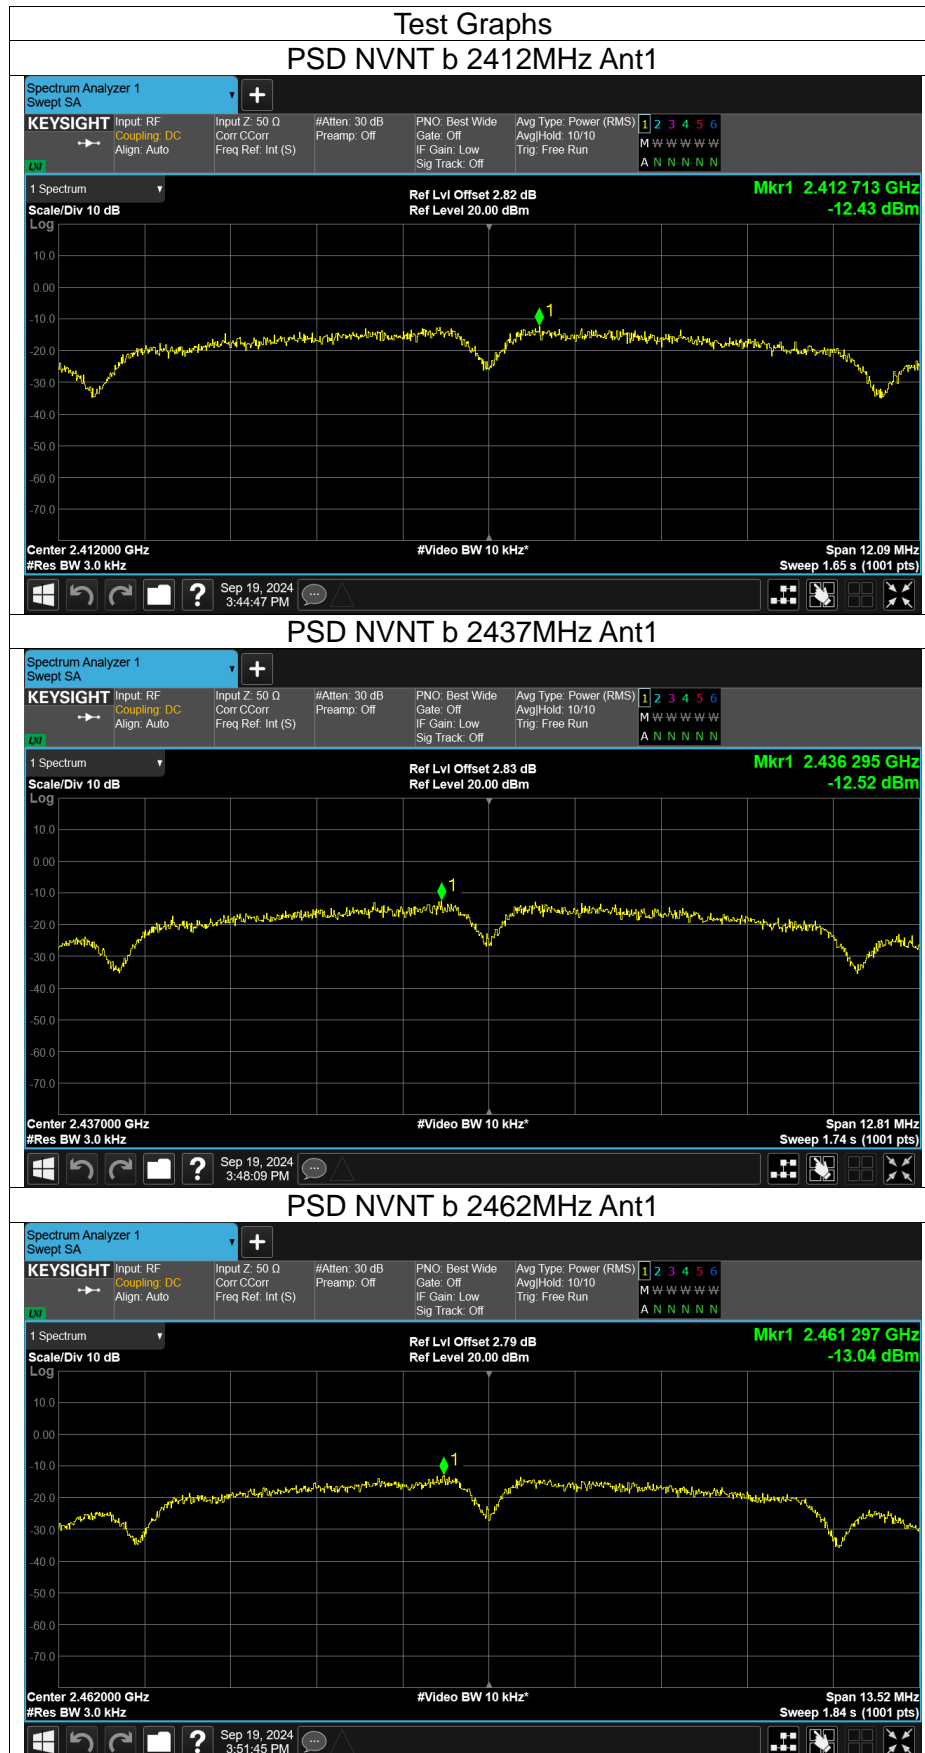 Test Graphs
PSD NVNT b 2412MHz Ant1
Spectrum Analyzer 1
Swept SA
+
KEYSIGHT Input: RF Input Z: 50 Ω #Atten: 30 dB PNO: Best Wide Avg Type: Power (RMS) 1 2 3 4 5 6
Coupling: DC Corr CCorr Preamp: Off Gate: Off Avg|Hold: 10/10 M W W W W W
Align: Auto Freq Ref: Int (S) IF Gain: Low Trig: Free Run
LXI Sig Track: Off A N N N N N
1 Spectrum Ref Lvl Offset 2.82 dB Mkr1 2.412 713 GHz
Scale/Div 10 dB Ref Level 20.00 dBm -12.43 dBm
Log
10.0
0.00
1
-10.0
-20.0
-30.0
-40.0
-50.0
-60.0
-70.0
Center 2.412000 GHz #Video BW 10 kHz* Span 12.09 MHz
#Res BW 3.0 kHz Sweep 1.65 s (1001 pts)
? Sep 19, 2024
3:44:47 PM
PSD NVNT b 2437MHz Ant1
Spectrum Analyzer 1
Swept SA
+
KEYSIGHT Input: RF Input Z: 50 Ω #Atten: 30 dB PNO: Best Wide Avg Type: Power (RMS) 1 2 3 4 5 6
Coupling: DC Corr CCorr Preamp: Off Gate: Off Avg|Hold: 10/10 M W W W W W
Align: Auto Freq Ref: Int (S) IF Gain: Low Trig: Free Run
LXI Sig Track: Off A N N N N N
1 Spectrum Ref Lvl Offset 2.83 dB Mkr1 2.436 295 GHz
Scale/Div 10 dB Ref Level 20.00 dBm -12.52 dBm
Log
10.0
0.00
1
-10.0
-20.0
-30.0
-40.0
-50.0
-60.0
-70.0
Center 2.437000 GHz #Video BW 10 kHz* Span 12.81 MHz
#Res BW 3.0 kHz Sweep 1.74 s (1001 pts)
? Sep 19, 2024
3:48:09 PM
PSD NVNT b 2462MHz Ant1
Spectrum Analyzer 1
Swept SA
+
KEYSIGHT Input: RF Input Z: 50 Ω #Atten: 30 dB PNO: Best Wide Avg Type: Power (RMS) 1 2 3 4 5 6
Coupling: DC Corr CCorr Preamp: Off Gate: Off Avg|Hold: 10/10 M W W W W W
Align: Auto Freq Ref: Int (S) IF Gain: Low Trig: Free Run
LXI Sig Track: Off A N N N N N
1 Spectrum Ref Lvl Offset 2.79 dB Mkr1 2.461 297 GHz
Scale/Div 10 dB Ref Level 20.00 dBm -13.04 dBm
Log
10.0
0.00
1
-10.0
-20.0
-30.0
-40.0
-50.0
-60.0
-70.0
Center 2.462000 GHz #Video BW 10 kHz* Span 13.52 MHz
#Res BW 3.0 kHz Sweep 1.84 s (1001 pts)
? Sep 19, 2024
3:51:45 PM